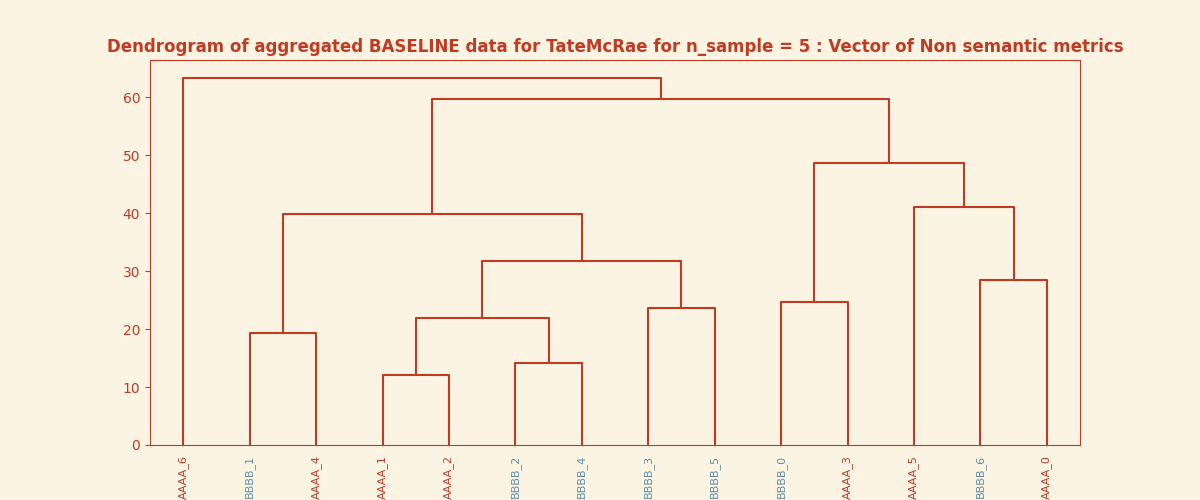 Dendrogram of aggregated BASELINE data for TateMcRae for n_sample = 5 : Vector of Non semantic metrics
60
50
40
30
20
10
0
AAAA_6
BBBB_1
AAAA_4
AAAA_1
AAAA_2
BBBB_2
BBBB_4
BBBB_3
BBBB_5
BBBB_0
AAAA_3
AAAA_5
BBBB_6
AAAA_0